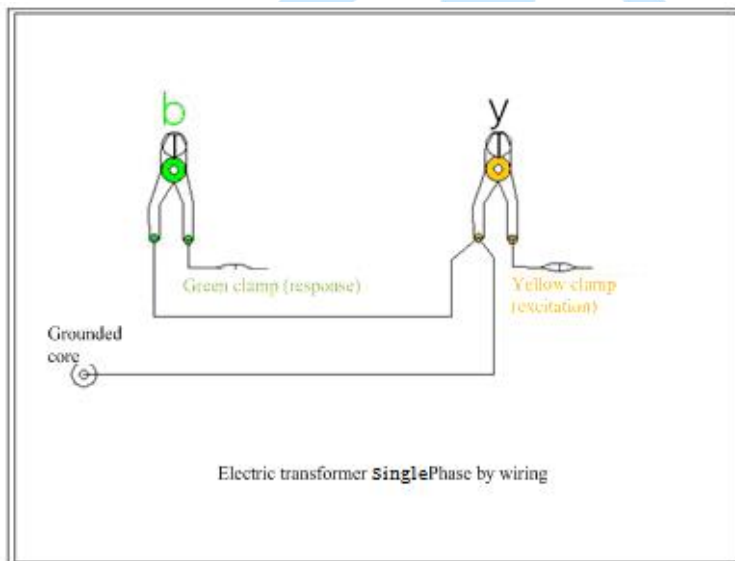 b
y
Green clamp (response)
Yellow clamp
(excitation)
Grounded
core
Electric transformer SinglePhase by wiring